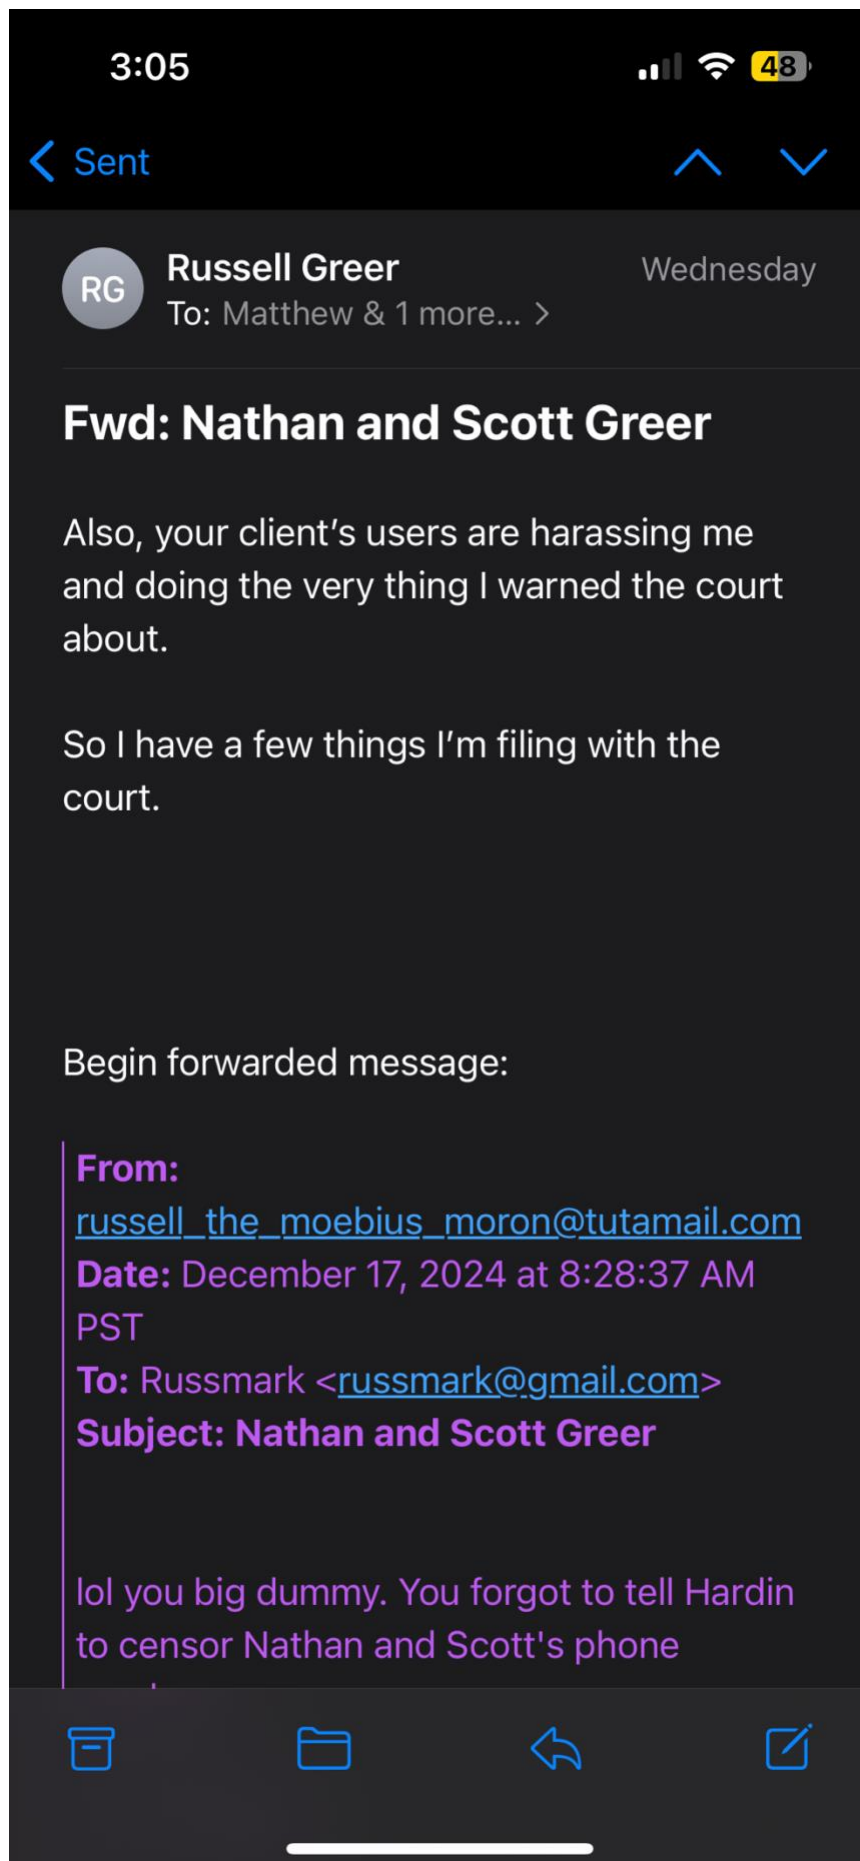 3:05
48
Sent
RG
Russell Greer
Wednesday
To: Matthew & 1 more...
Fwd: Nathan and Scott Greer
Also, your client’s users are harassing me
and doing the very thing I warned the court
about.
So I have a few things I’m filing with the
court.
Begin forwarded message:
From:
russell_the_moebius_moron@tutamail.com
Date: December 17, 2024 at 8:28:37 AM
PST
To: Russmark <russmark@gmail.com>
Subject: Nathan and Scott Greer
lol you big dummy. You forgot to tell Hardin
to censor Nathan and Scott's phone